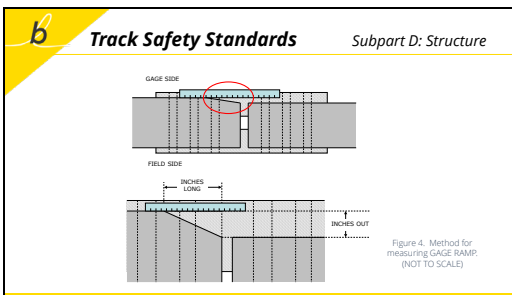 b
Track Safety Standards
Subpart D: Structure
GAGE SIDE
FIELD SIDE
INCHES
LONG
INCHES OUT
Figure 4. Method for
measuring GAGE RAMP.
(NOT TO SCALE)